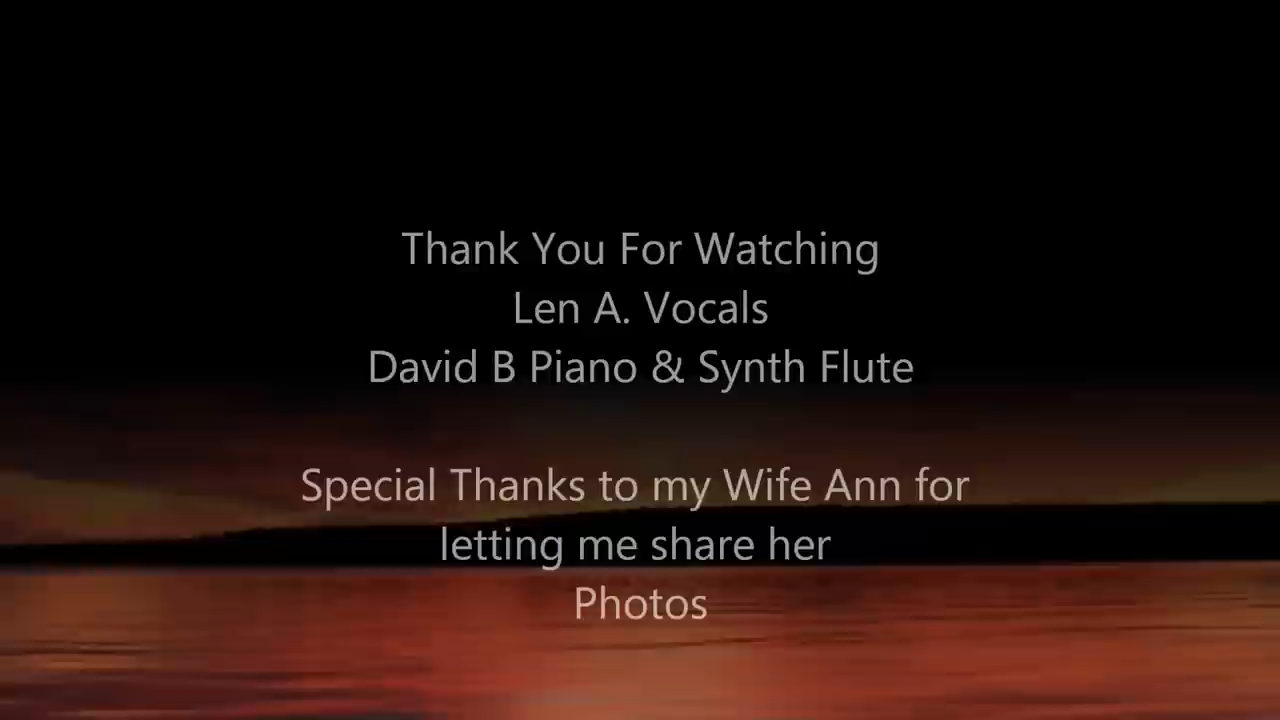 Thank You For Watching
Len A. Vocals
David B Piano & Synth Flute
Special Thanks to my Wife Ann for
letting me share her
Photos